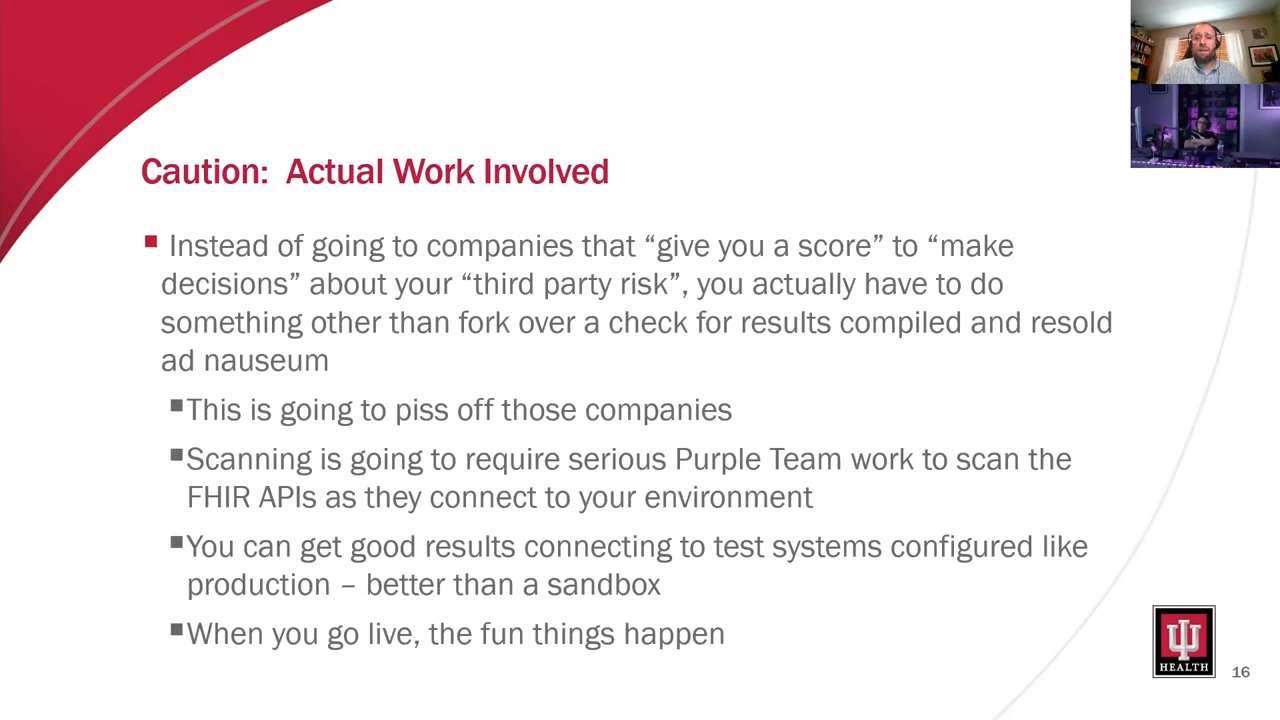 Caution:  Actual Work Involved
Instead of going to companies that “give you a score” to “make
decisions” about your “third party risk”, you actually have to do
something other than fork over a check for results compiled and resold
ad nauseum
This is going to piss off those companies
Scanning is going to require serious Purple Team work to scan the
FHIR APIs as they connect to your environment
You can get good results connecting to test systems configured like
production – better than a sandbox
When you go live, the fun things happen
HEALTH
16